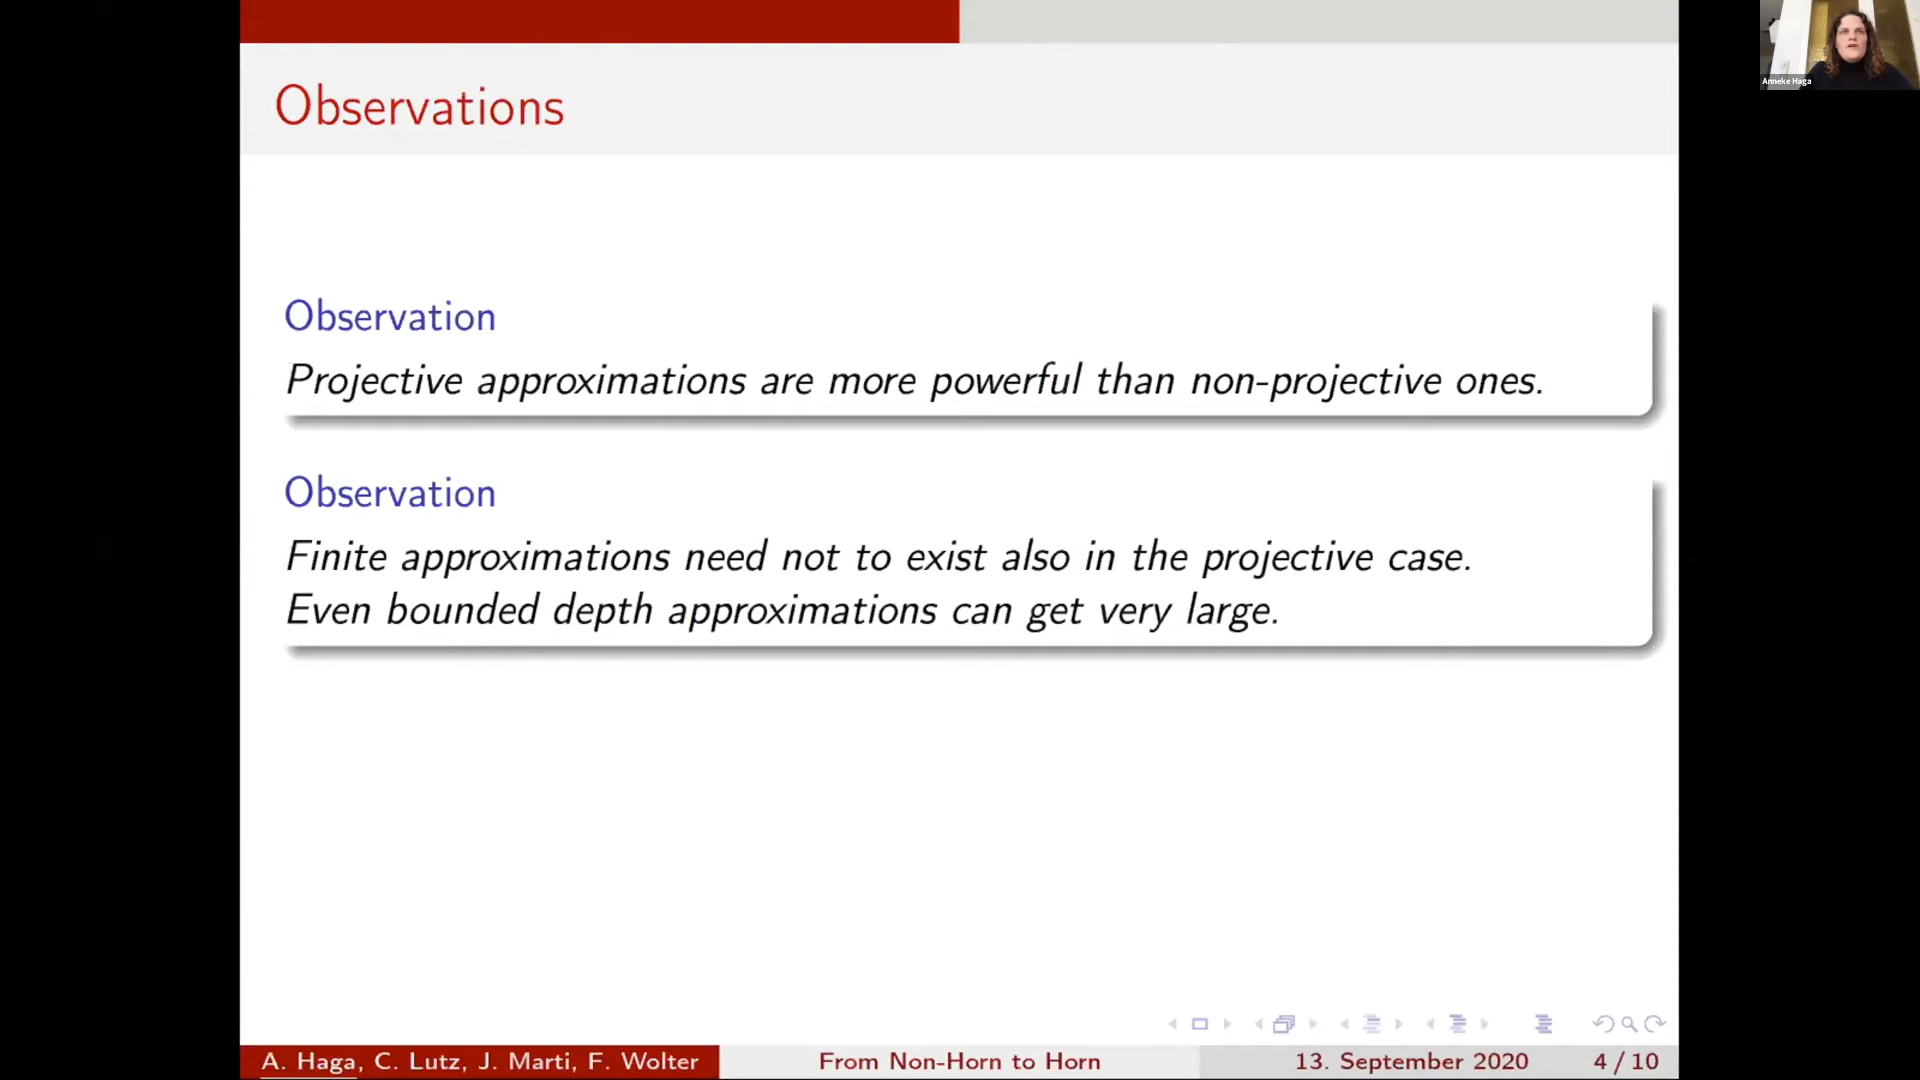 Observations
Anneke Haga
Observation
Projective approximations are more powerful than non-projective ones.
Observation
Finite approximations need not to exist also in the projective case.
Even bounded depth approximations can get very large.
A. Haga, C. Lutz, J. Marti, F. Wolter
From Non-Horn to Horn
13. September 2020
4 / 10